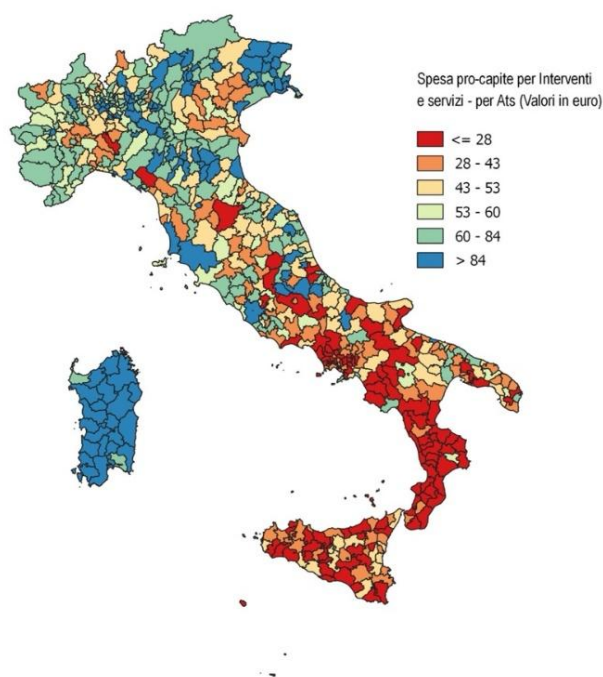 Spesa pro-capite per Interventi
e servizi - per Ats (Valori in euro)
<= 28
28 - 43
43 - 53
53 - 60
60 - 84
> 84